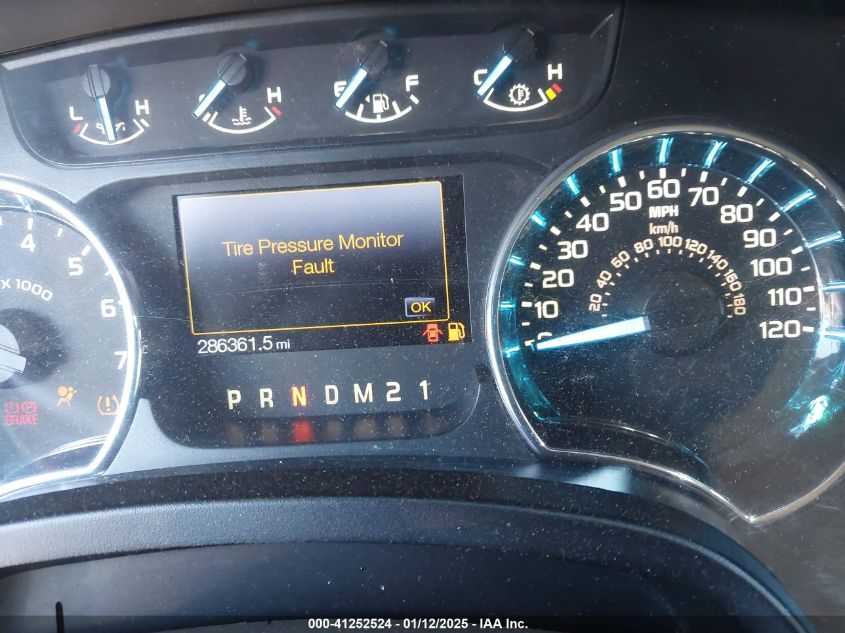 L H
H
E F
C H
4
5
6
7
X 1000
BRAKE
Tire Pressure Monitor
Fault
OK
286361.5 mi
P R N D M 2 1
0 10 20 30 40 50 60 70 80 90 100 110 120
MPH
km/h
20 40 60 80 100 120 140 160 180
000-41252524 - 01/12/2025 - IAA Inc.